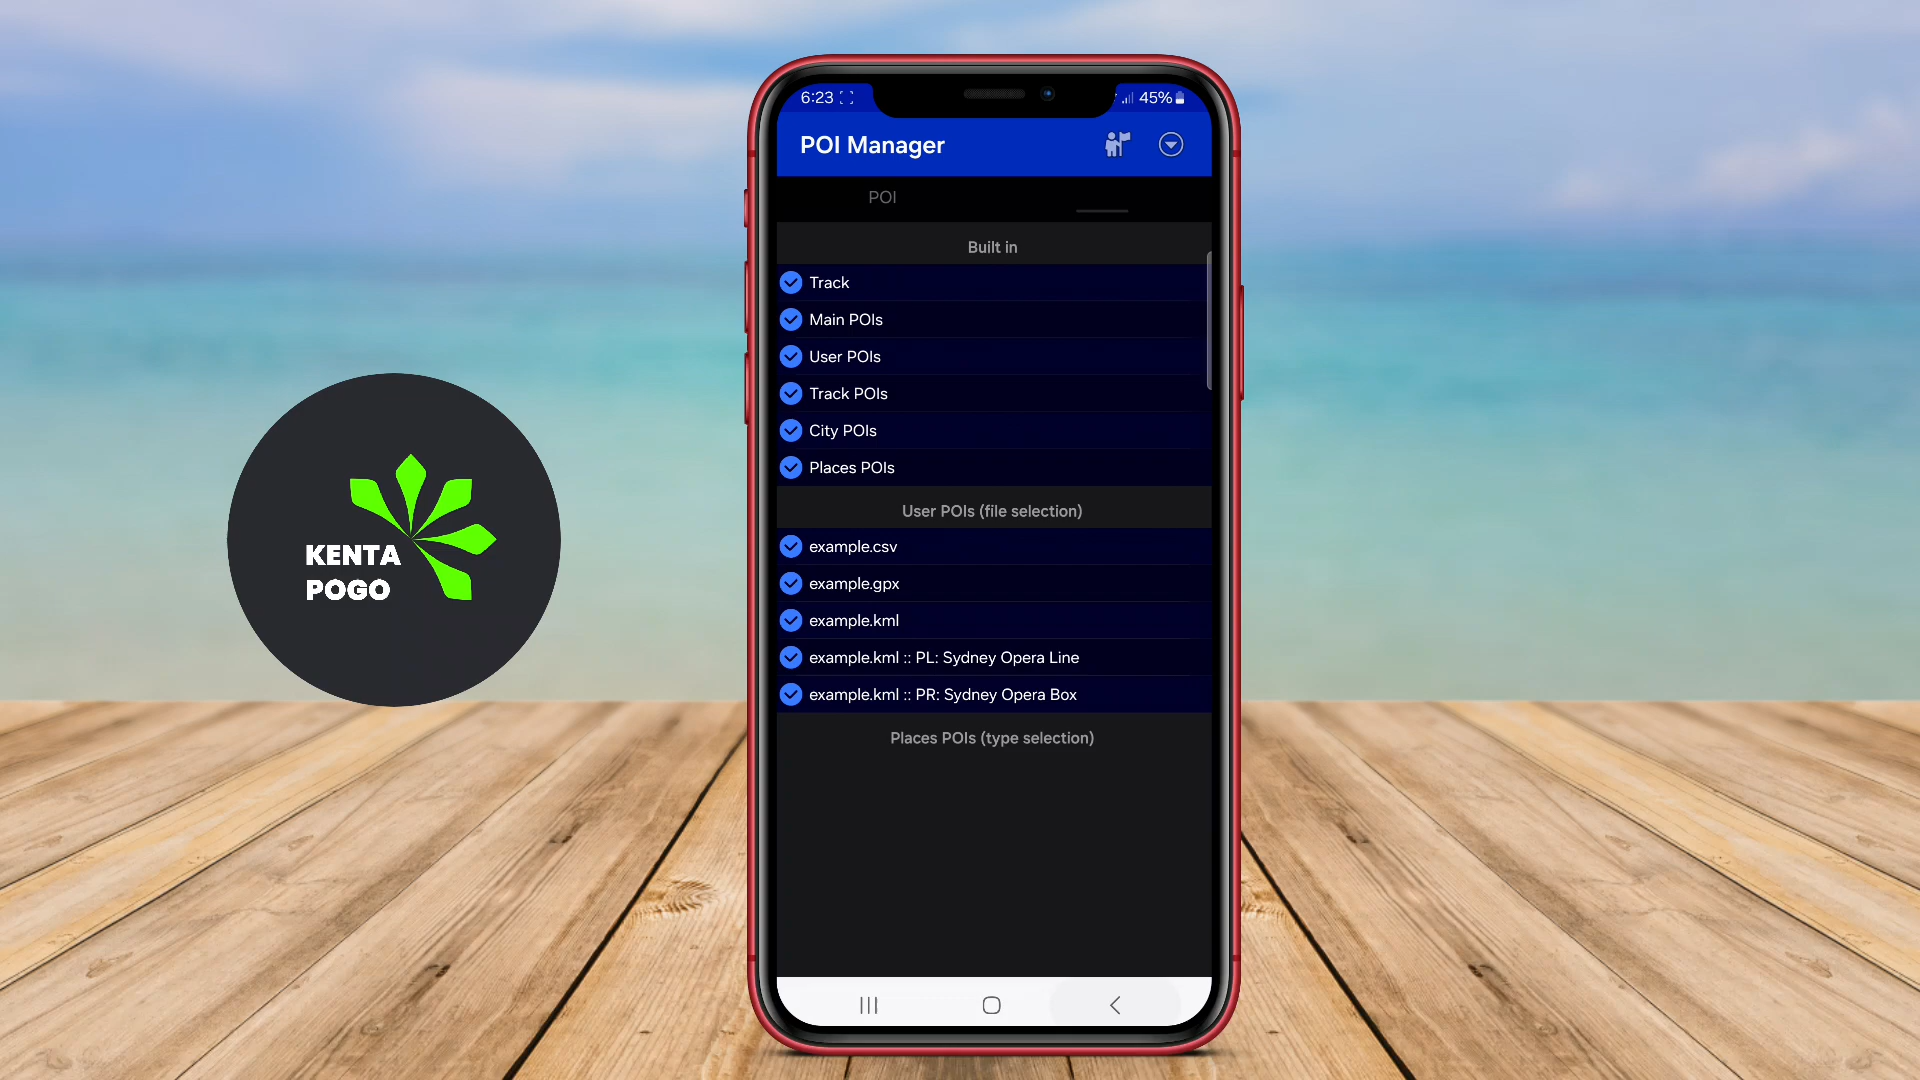 6:23
45%
POI Manager
POI
Built in
Track
Main POIs
User POIs
Track POIs
City POIs
Places POIs
User POIs (file selection)
example.csv
example.gpx
example.kml
example.kml :: PL: Sydney Opera Line
example.kml :: PR: Sydney Opera Box
Places POIs (type selection)
KENTA
POGO